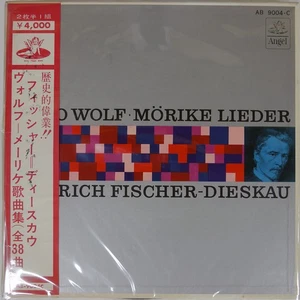 2枚半1組
¥4,000
歴史的偉業!!
フィッシャー=ディースカウ
ヴォルフ=メーリケ歌曲集(全38曲
AB 9004-C
Angel
O WOLF·MÖRIKE LIEDER
RICH FISCHER-DIESKAU